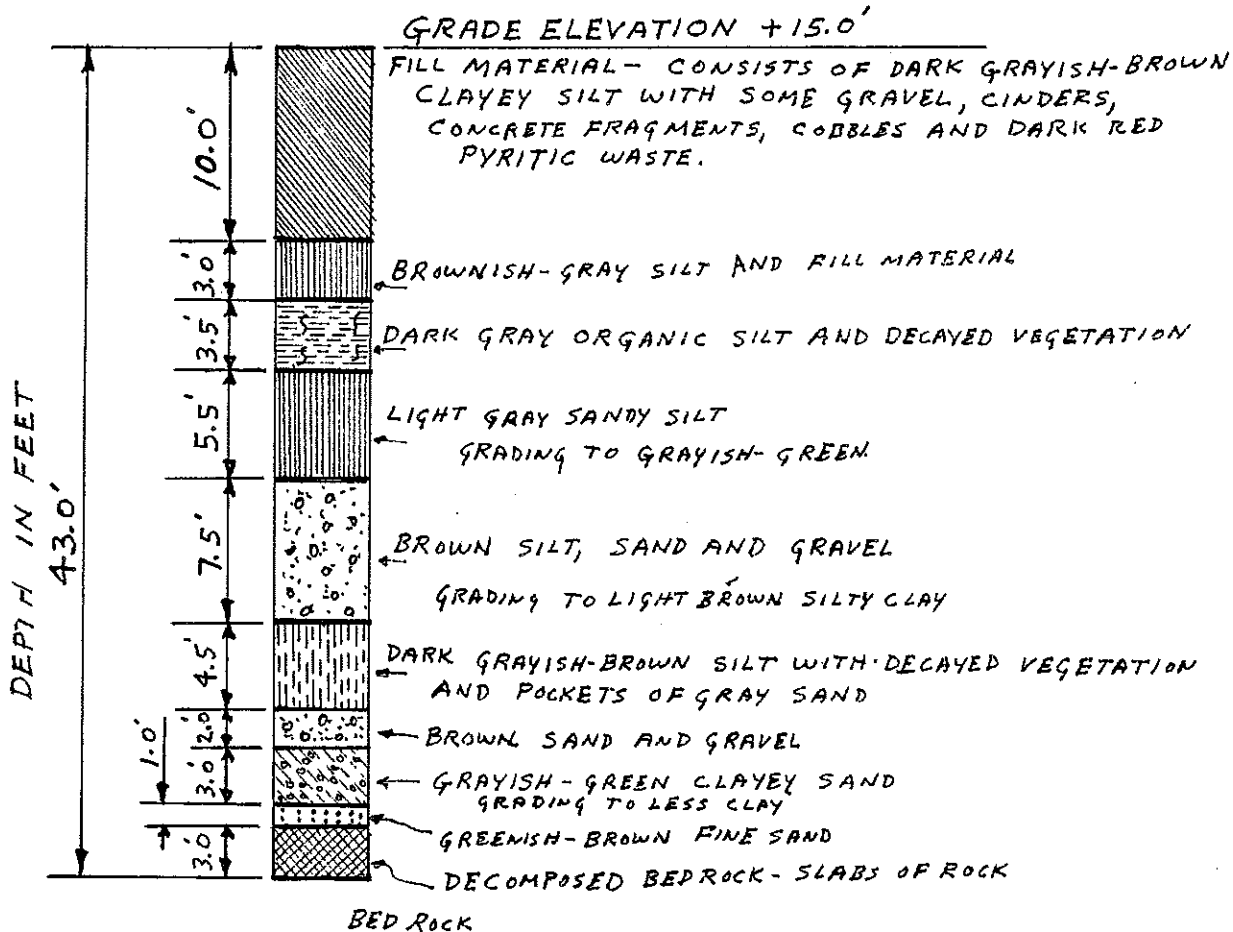 GRADE ELEVATION +15.0'
FILL MATERIAL - CONSISTS OF DARK GRAYISH-BROWN
CLAYEY SILT WITH SOME GRAVEL, CINDERS,
CONCRETE FRAGMENTS, COBBLES AND DARK RED
PYRITIC WASTE.
10.0'
3.0'
BROWNISH-GRAY SILT AND FILL MATERIAL
3.5'
DARK GRAY ORGANIC SILT AND DECAYED VEGETATION
DEPTH IN FEET
43.0'
5.5'
LIGHT GRAY SANDY SILT
GRADING TO GRAYISH-GREEN.
7.5'
BROWN SILT, SAND AND GRAVEL
GRADING TO LIGHT BROWN SILTY CLAY
4.5'
DARK GRAYISH-BROWN SILT WITH DECAYED VEGETATION
AND POCKETS OF GRAY SAND
2.0'
BROWN SAND AND GRAVEL
1.0'
3.0'
GRAYISH-GREEN CLAYEY SAND
GRADING TO LESS CLAY
GREENISH-BROWN FINE SAND
3.0'
DECOMPOSED BEDROCK - SLABS OF ROCK
BED ROCK